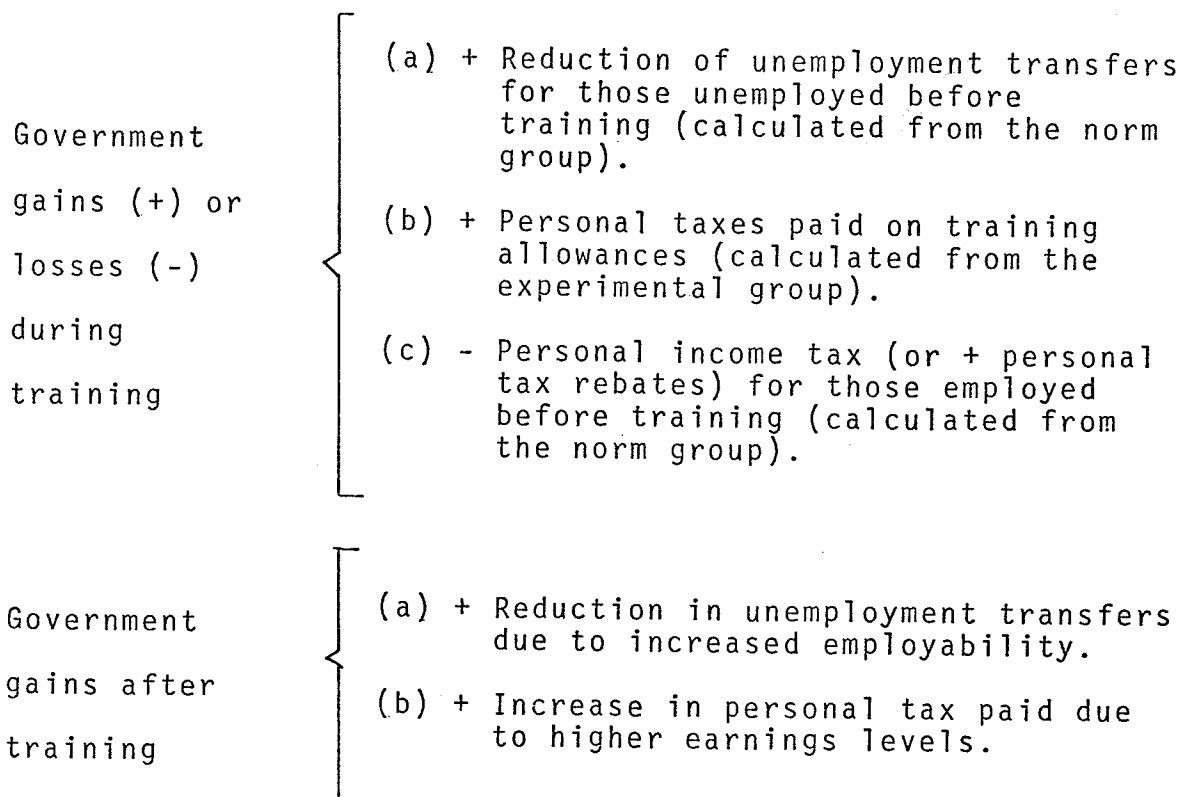 Government
gains (+) or
losses (-)
during
training
(a) + Reduction of unemployment transfers
for those unemployed before
training (calculated from the norm
group).
(b) + Personal taxes paid on training
allowances (calculated from the
experimental group).
(c) - Personal income tax (or + personal
tax rebates) for those employed
before training (calculated from
the norm group).
Government
gains after
training
(a) + Reduction in unemployment transfers
due to increased employability.
(b) + Increase in personal tax paid due
to higher earnings levels.